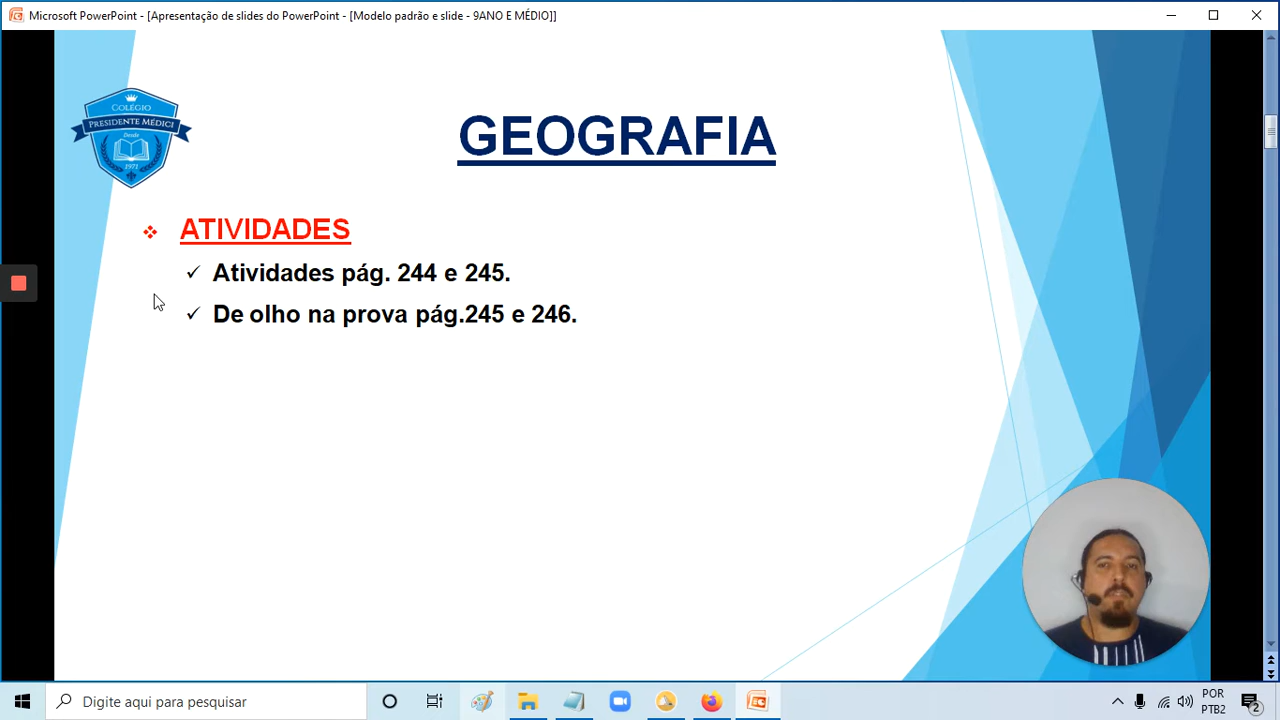 Microsoft PowerPoint - [Apresentação de slides do PowerPoint - [Modelo padrão e slide - 9ANO E MÉDIO]]
COLÉGIO
PRESIDENTE MÉDICI
Desde
1971
GEOGRAFIA
ATIVIDADES
Atividades pág. 244 e 245.
De olho na prova pág.245 e 246.
Digite aqui para pesquisar
POR
PTB2
2